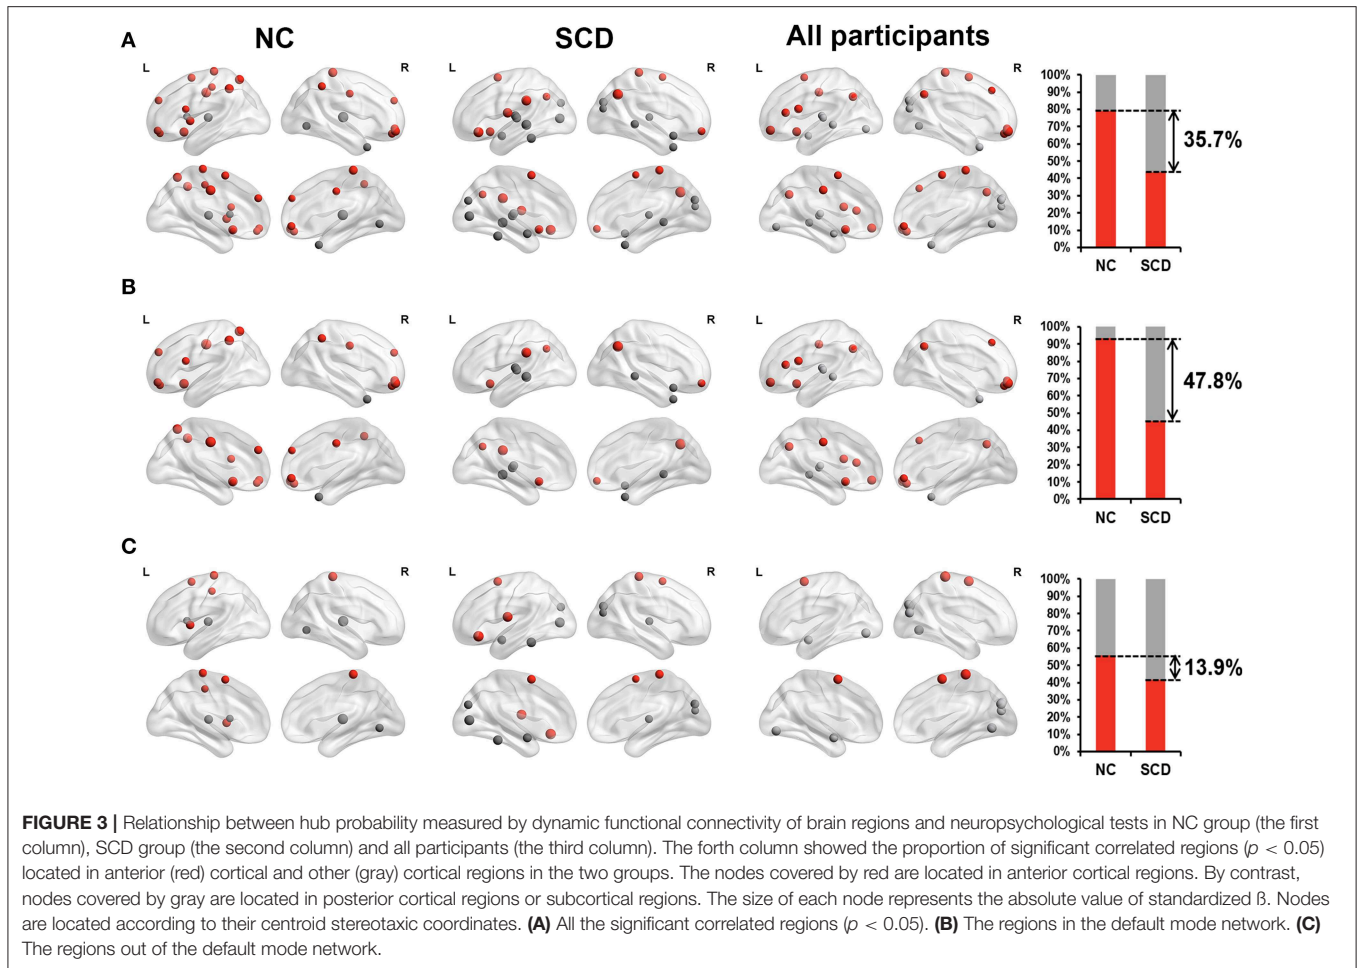 A NC SCD All participants
L R L R L R
100%
90%
80%
70%
60%
50%
40%
30%
20%
10%
0%
35.7%
NC SCD
B
L R L R L R
100%
90%
80%
70%
60%
50%
40%
30%
20%
10%
0%
47.8%
NC SCD
C
L R L R L R
100%
90%
80%
70%
60%
50%
40%
30%
20%
10%
0%
13.9%
NC SCD
FIGURE 3 | Relationship between hub probability measured by dynamic functional connectivity of brain regions and neuropsychological tests in NC group (the first
column), SCD group (the second column) and all participants (the third column). The forth column showed the proportion of significant correlated regions (p < 0.05)
located in anterior (red) cortical and other (gray) cortical regions in the two groups. The nodes covered by red are located in anterior cortical regions. By contrast,
nodes covered by gray are located in posterior cortical regions or subcortical regions. The size of each node represents the absolute value of standardized ß. Nodes
are located according to their centroid stereotaxic coordinates. (A) All the significant correlated regions (p < 0.05). (B) The regions in the default mode network. (C)
The regions out of the default mode network.